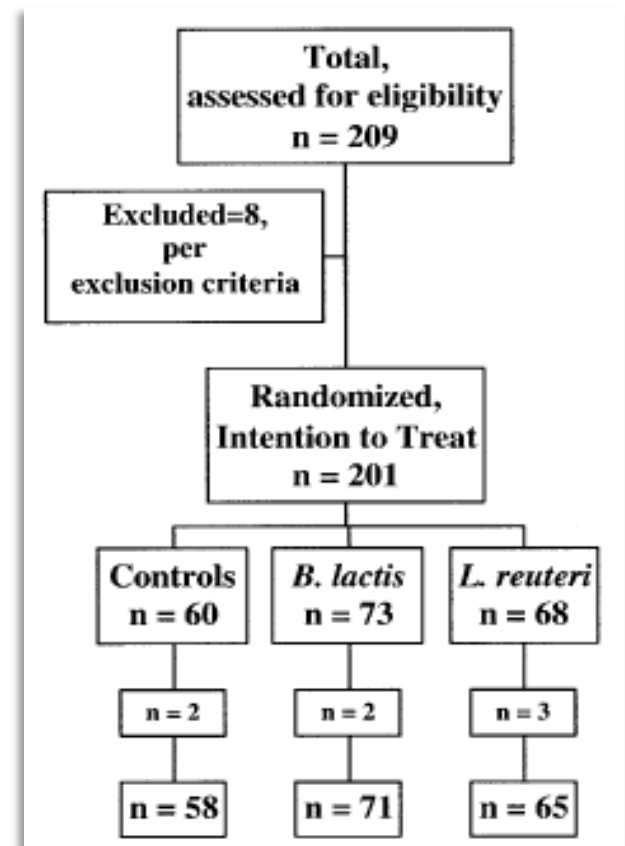 Total,
assessed for eligibility
n = 209
Excluded=8,
per
exclusion criteria
Randomized,
Intention to Treat
n = 201
Controls
n = 60
B. lactis
n = 73
L. reuteri
n = 68
n = 2
n = 2
n = 3
n = 58
n = 71
n = 65